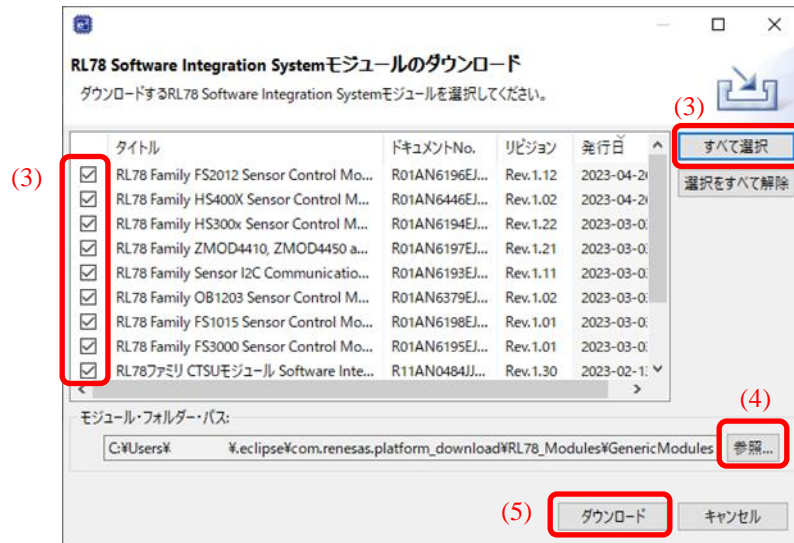 RL78 Software Integration Systemモジュールのダウンロード
ダウンロードするRL78 Software Integration Systemモジュールを選択してください。
(3)
タイトル ドキュメントNo. リビジョン 発行日 すべて選択
(3)
RL78 Family FS2012 Sensor Control Mo... R01AN6196EJ... Rev.1.12 2023-04-2 選択をすべて解除
RL78 Family HS400X Sensor Control Mo... R01AN6446EJ... Rev.1.02 2023-04-2
RL78 Family HS300x Sensor Control Mo... R01AN6194EJ... Rev.1.22 2023-03-0
RL78 Family ZMOD4410, ZMOD4450 a... R01AN6197EJ... Rev.1.21 2023-03-0
RL78 Family Sensor I2C Communicatio... R01AN6193EJ... Rev.1.11 2023-03-0
RL78 Family OB1203 Sensor Control M... R01AN6379EJ... Rev.1.02 2023-03-0
RL78 Family FS1015 Sensor Control Mo... R01AN6198EJ... Rev.1.01 2023-03-0
RL78 Family FS3000 Sensor Control Mo... R01AN6195EJ... Rev.1.01 2023-03-0
RL78ファミリ CTSUモジュール Software Inte... R11AN0484JJ... Rev.1.30 2023-02-1
(4)
モジュール・フォルダー・パス:
C:¥Users¥ ¥.eclipse¥com.renesas.platform_download¥RL78_Modules¥GenericModules 参照...
(5) ダウンロード キャンセル